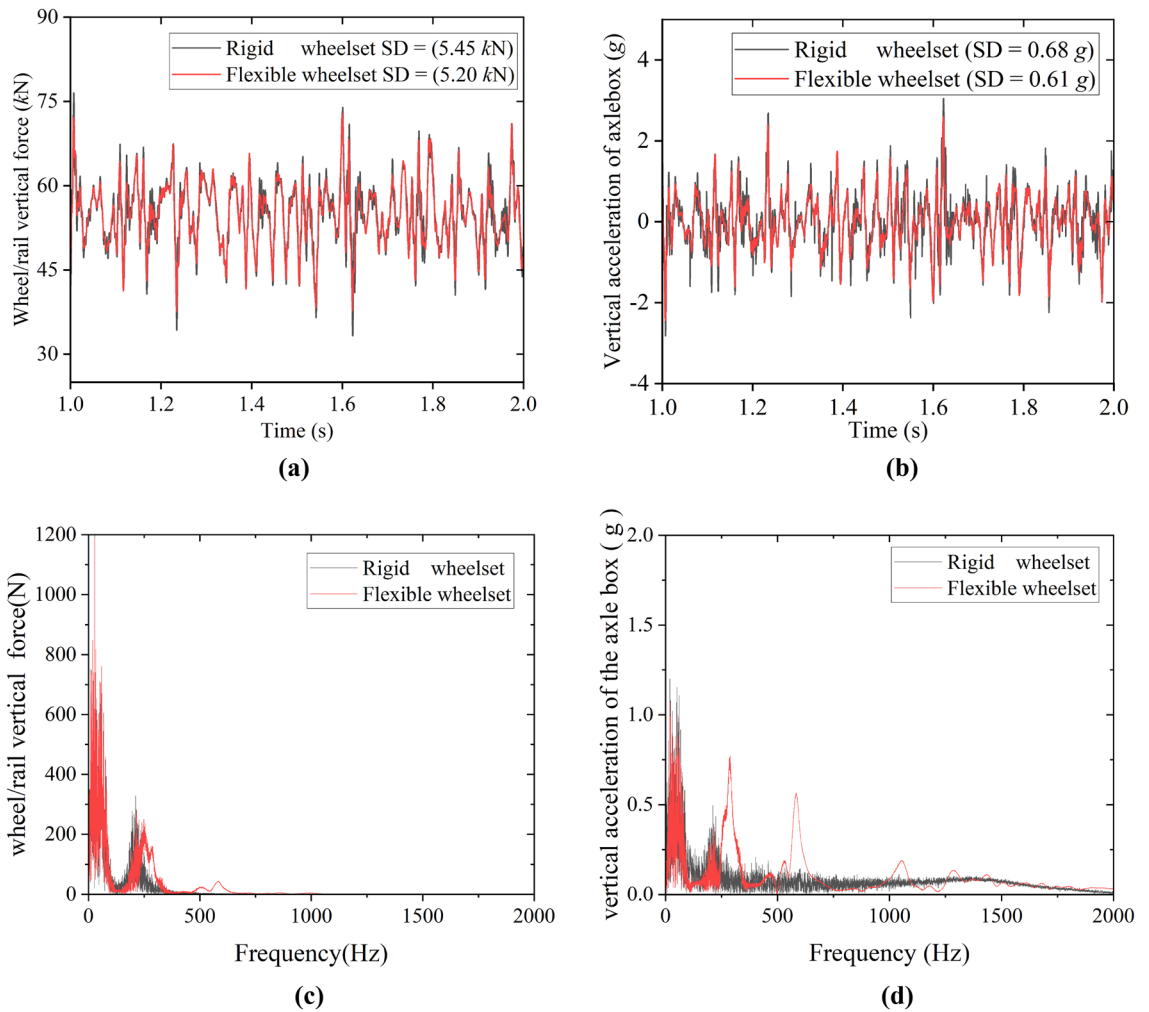 90
75
60
45
30
Wheel/rail vertical force (kN)
Rigid wheelset SD = (5.45 kN)
Flexible wheelset SD = (5.20 kN)
1.0 1.2 1.4 1.6 1.8 2.0
Time (s)
(a)
4
2
0
-2
-4
Vertical acceleration of axlebox (g)
Rigid wheelset (SD = 0.68 g)
Flexible wheelset (SD = 0.61 g)
1.0 1.2 1.4 1.6 1.8 2.0
Time (s)
(b)
1200
1000
800
600
400
200
0
wheel/rail vertical force(N)
Rigid wheelset
Flexible wheelset
0 500 1000 1500 2000
Frequency(Hz)
(c)
2.0
1.5
1.0
0.5
0.0
vertical acceleration of the axle box ( g )
Rigid wheelset
Flexible wheelset
0 500 1000 1500 2000
Frequency (Hz)
(d)